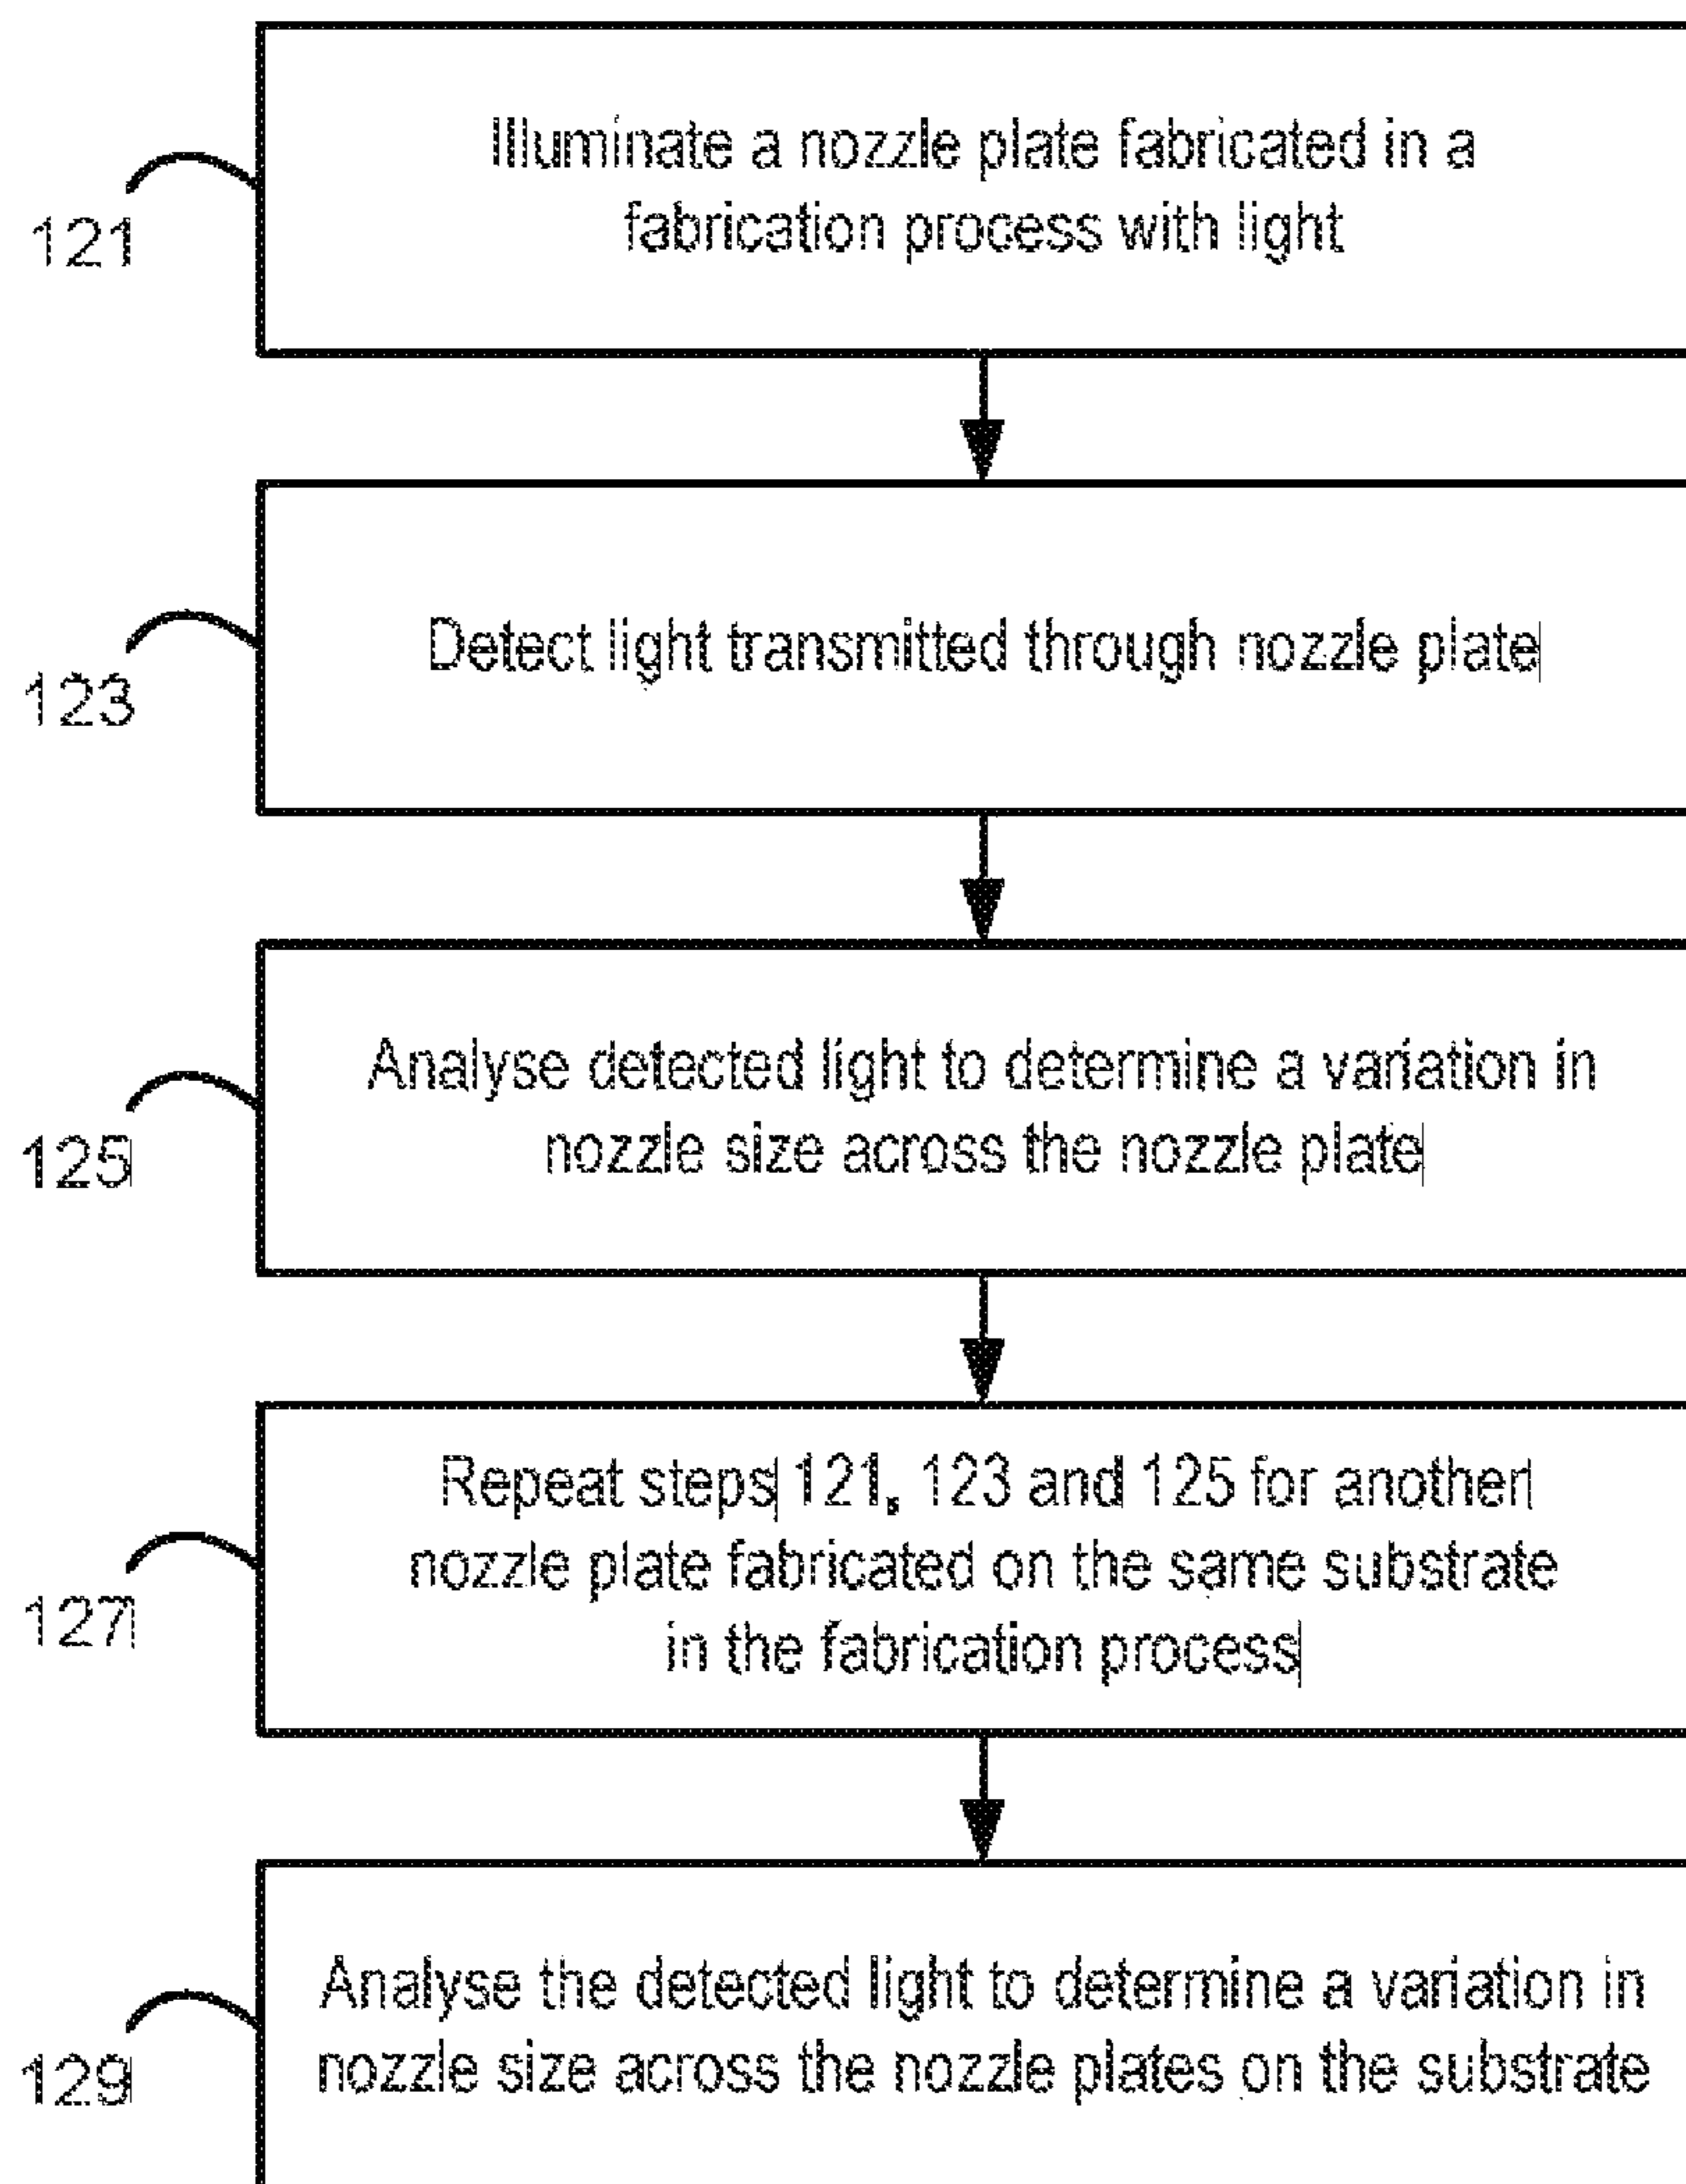 Illuminate a nozzle plate fabricated in a
fabrication process with light
121
Detect light transmitted through nozzle plate
123
Analyse detected light to determine a variation in
nozzle size across the nozzle plate
125
Repeat steps 121, 123 and 125 for another
nozzle plate fabricated on the same substrate
in the fabrication process
127
Analyse the detected light to determine a variation in
nozzle size across the nozzle plates on the substrate
129